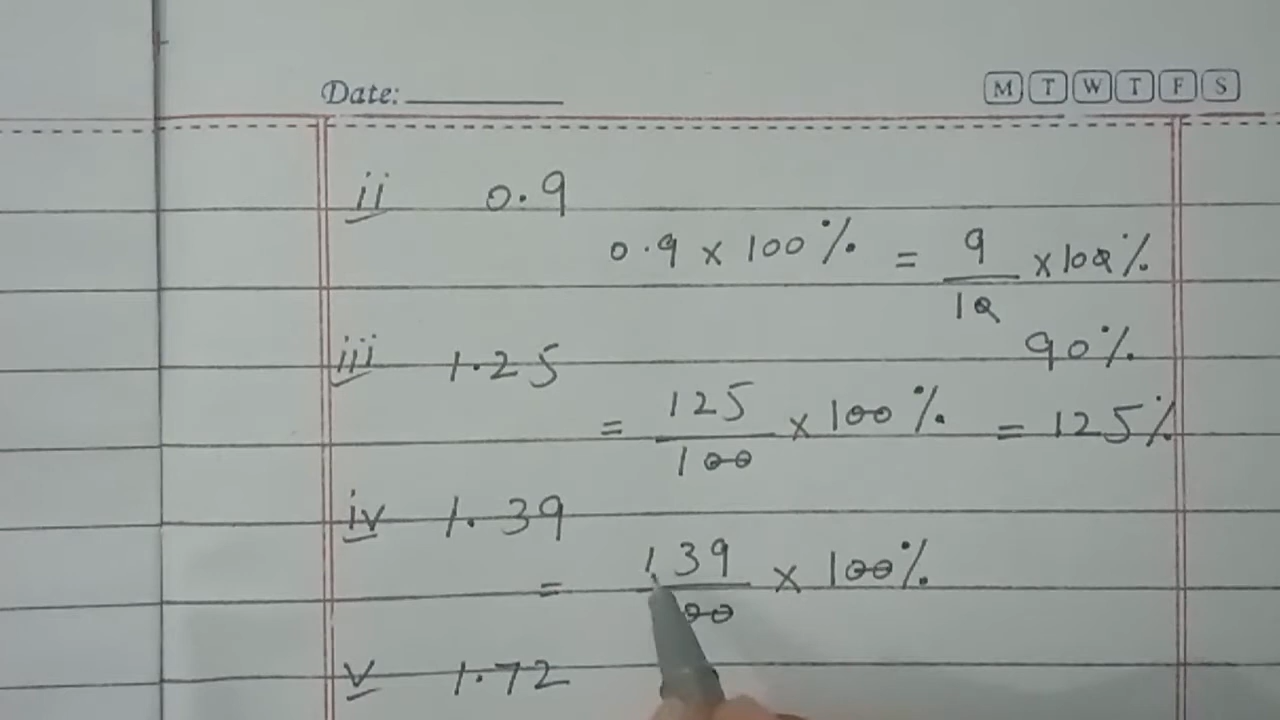 Date: M T W T F S
ii 0.9
0.9 × 100% = 9/10 × 100%
90%
iii 1.25
= 125/100 × 100% = 125%
iv 1.39
= 139/00 × 100%
v 1.72